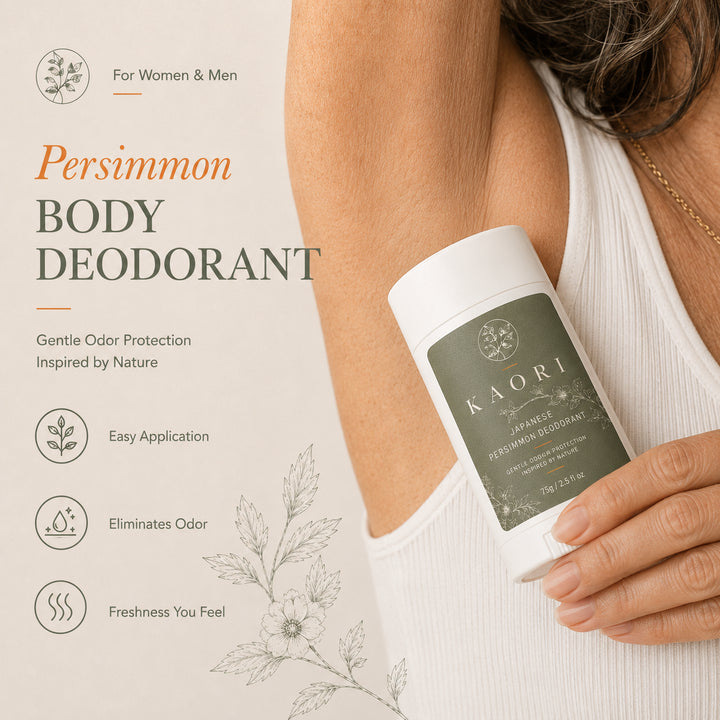 For Women & Men
Persimmon
BODY
DEODORANT
Gentle Odor Protection
Inspired by Nature
Easy Application
Eliminates Odor
Freshness You Feel
KAORI
JAPANESE
PERSIMMON DEODORANT
GENTLE ODOR PROTECTION
INSPIRED BY NATURE
75g / 2.5 fl oz